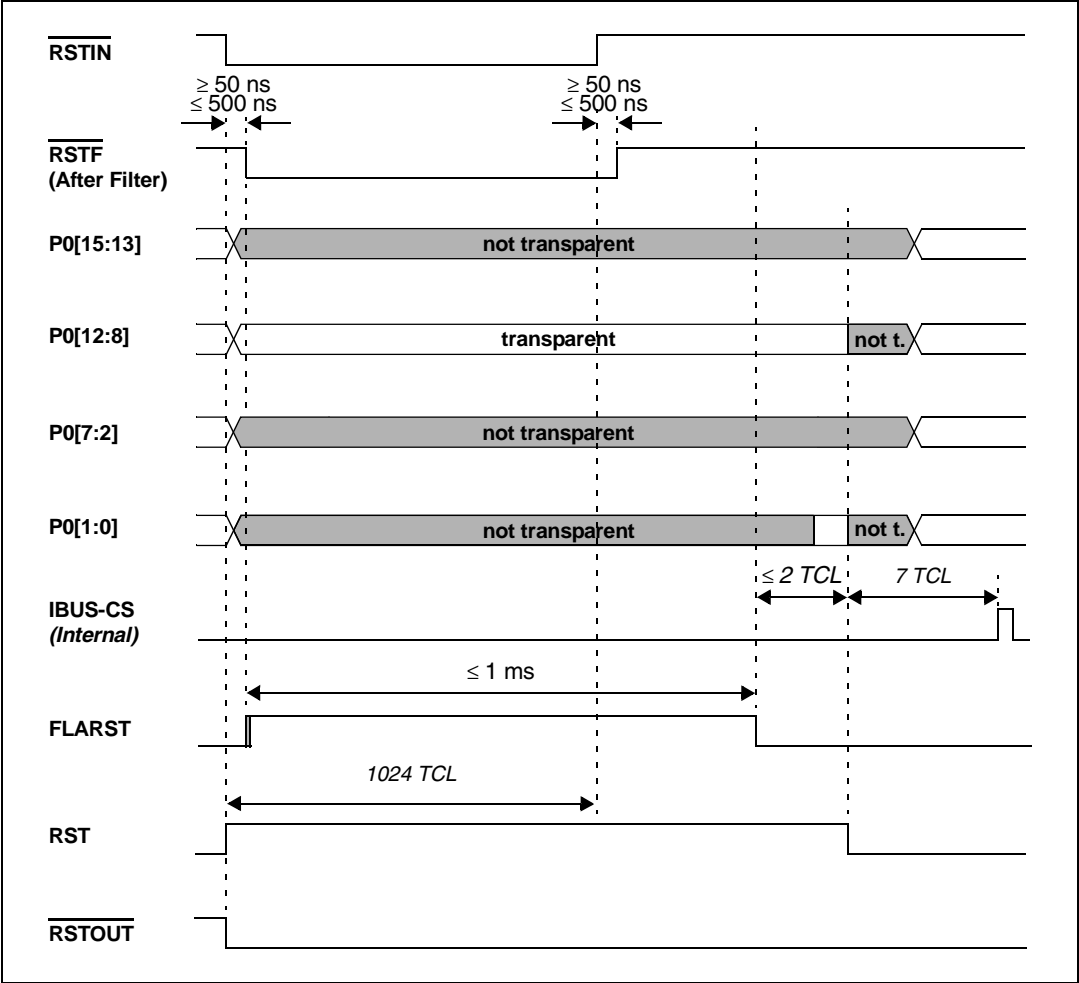 RSTIN
≥ 50 ns
≤ 500 ns
≥ 50 ns
≤ 500 ns
RSTF
(After Filter)
P0[15:13]
not transparent
P0[12:8]
transparent
not t.
P0[7:2]
not transparent
P0[1:0]
not transparent
not t.
≤ 2 TCL
7 TCL
IBUS-CS
(Internal)
≤ 1 ms
FLARST
1024 TCL
RST
RSTOUT